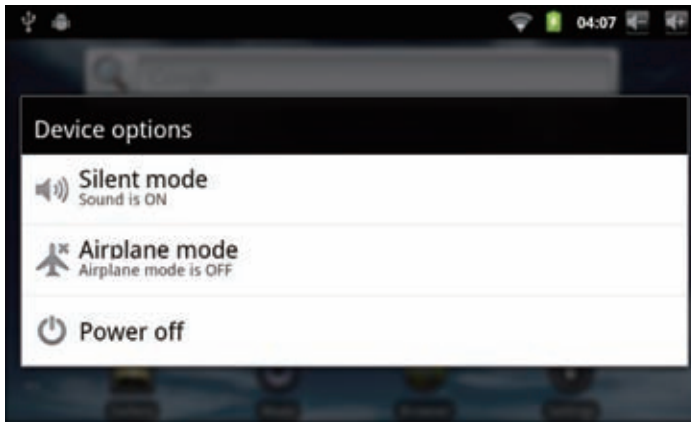 04:07
Device options
Silent mode
Sound is ON
Airplane mode
Airplane mode is OFF
Power off